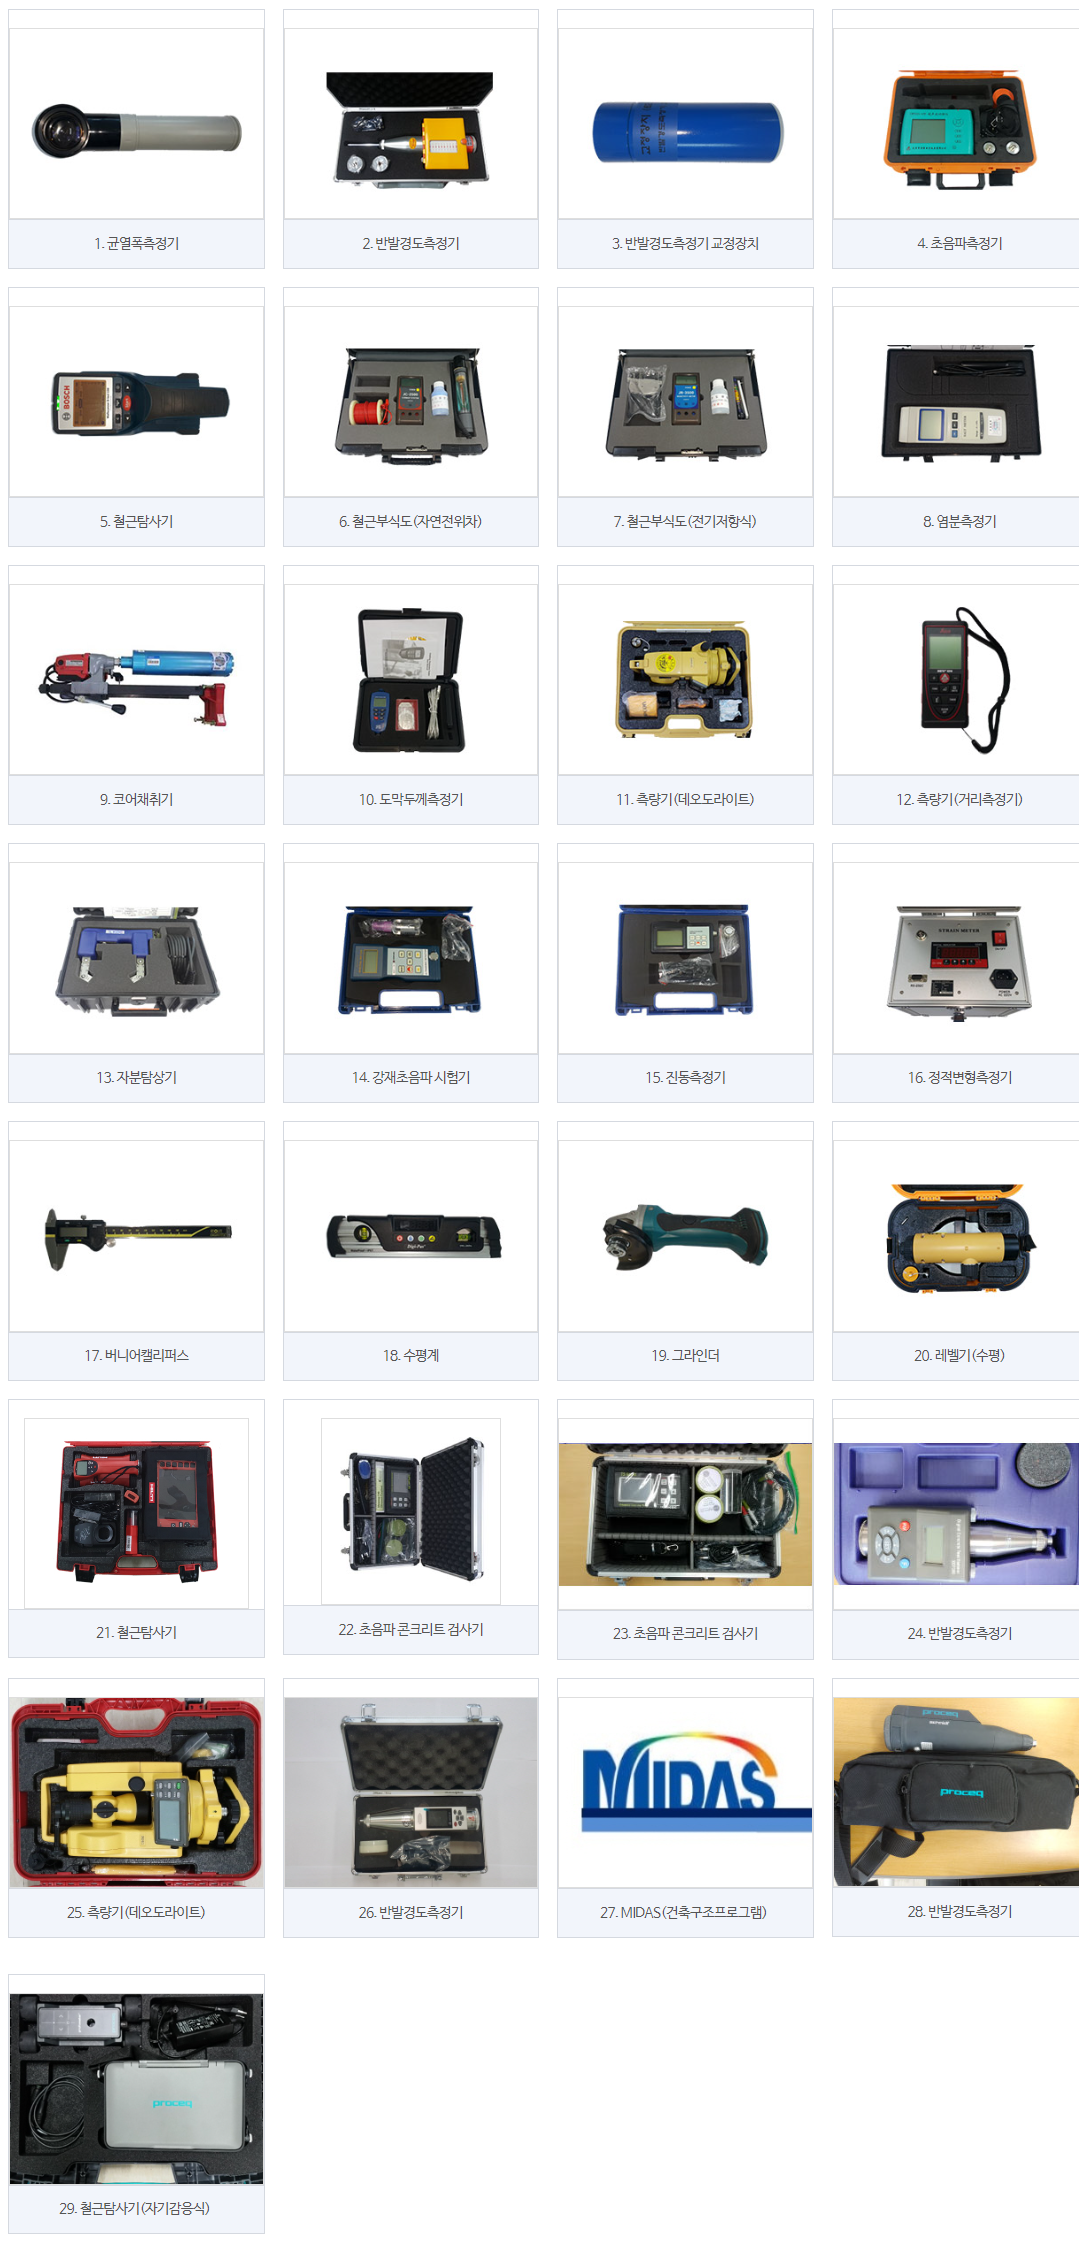 교정장치
1. 균열폭측정기
2. 반발경도측정기
3. 반발경도측정기 교정장치
4. 초음파측정기
BOSCH
5. 철근탐사기
6. 철근부식도(자연전위차)
7. 철근부식도(전기저항식)
8. 염분측정기
9. 코어채취기
10. 도막두께측정기
11. 측량기(데오도라이트)
12. 측량기(거리측정기)
STRAIN METER
13. 자분탐상기
14. 강재초음파 시험기
15. 진동측정기
16. 정적변형측정기
17. 버니어캘리퍼스
18. 수평계
19. 그라인더
20. 레벨기(수평)
21. 철근탐사기
22. 초음파 콘크리트 검사기
23. 초음파 콘크리트 검사기
24. 반발경도측정기
MIDAS
proceq
proceq
25. 측량기(데오도라이트)
26. 반발경도측정기
27. MIDAS(건축구조프로그램)
28. 반발경도측정기
proceq
29. 철근탐사기(자기감응식)